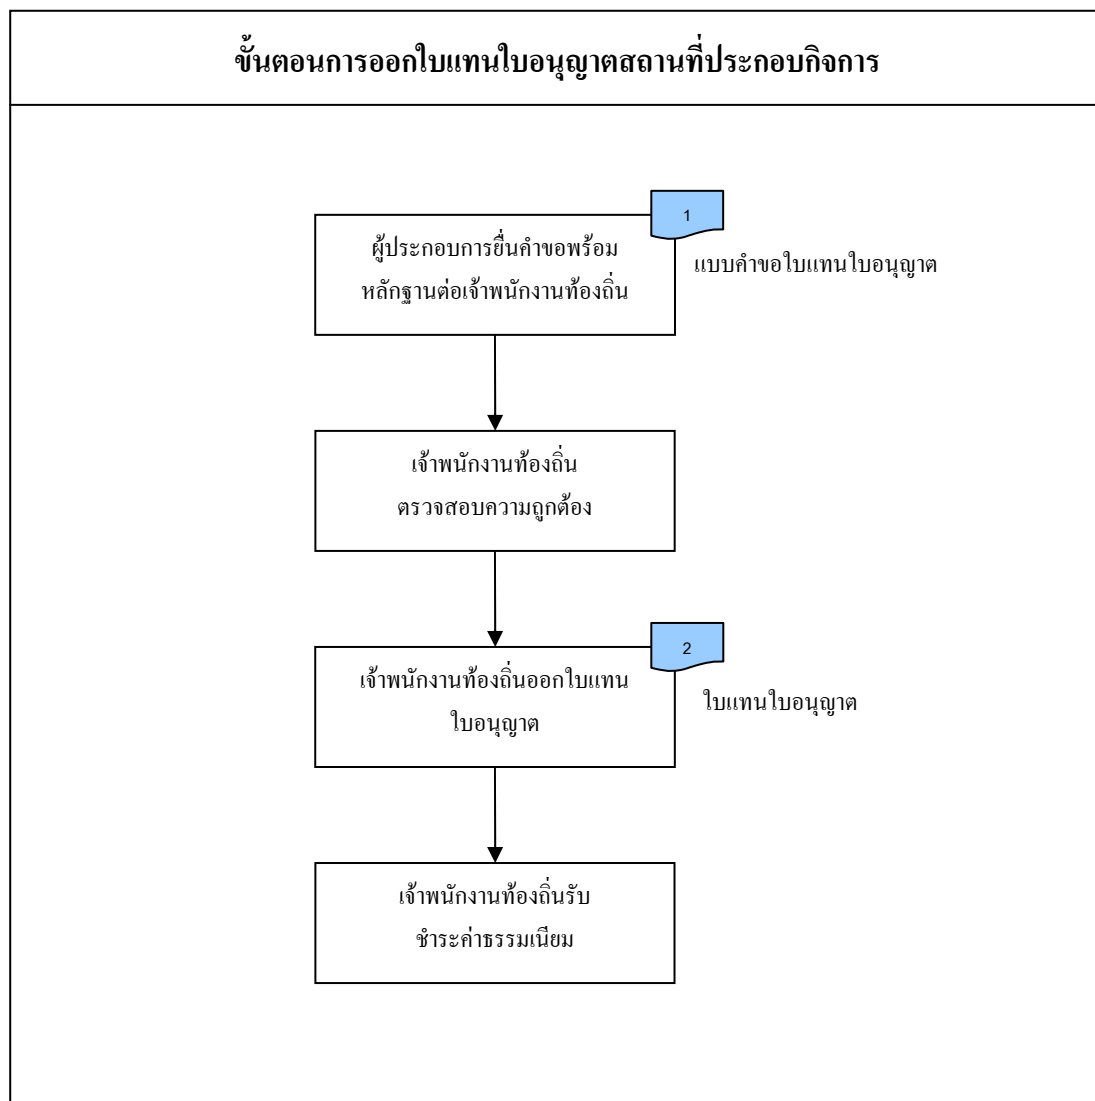 ขั้นตอนการออกใบแทนใบอนุญาตสถานที่ประกอบกิจการ
1
ผู้ประกอบการยื่นคำขอพร้อม
หลักฐานต่อเจ้าพนักงานท้องถิ่น
แบบคำขอใบแทนใบอนุญาต
เจ้าพนักงานท้องถิ่น
ตรวจสอบความถูกต้อง
2
เจ้าพนักงานท้องถิ่นออกใบแทน
ใบอนุญาต
ใบแทนใบอนุญาต
เจ้าพนักงานท้องถิ่นรับ
ชำระค่าธรรมเนียม